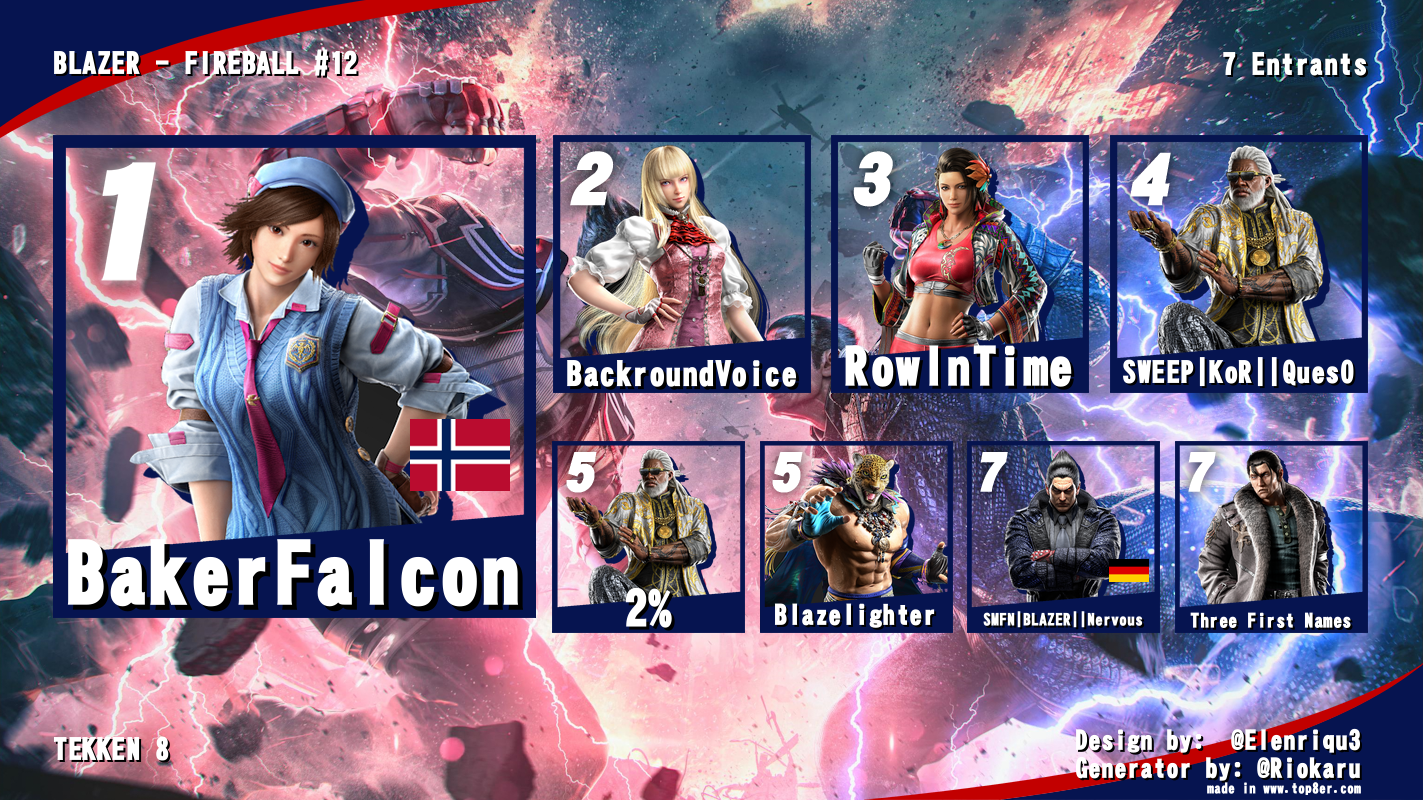 BLAZER - FIREBALL #12
7 Entrants
1
BakerFalcon
2
BackroundVoice
3
RowInTime
4
SWEEP|KoR||Ques0
5
2%
5
Blazelighter
7
SMFN|BLAZER||Nervous
7
Three First Names
TEKKEN 8
Design by: @Elenriqu3
Generator by: @Riokaru
made in www.top8er.com